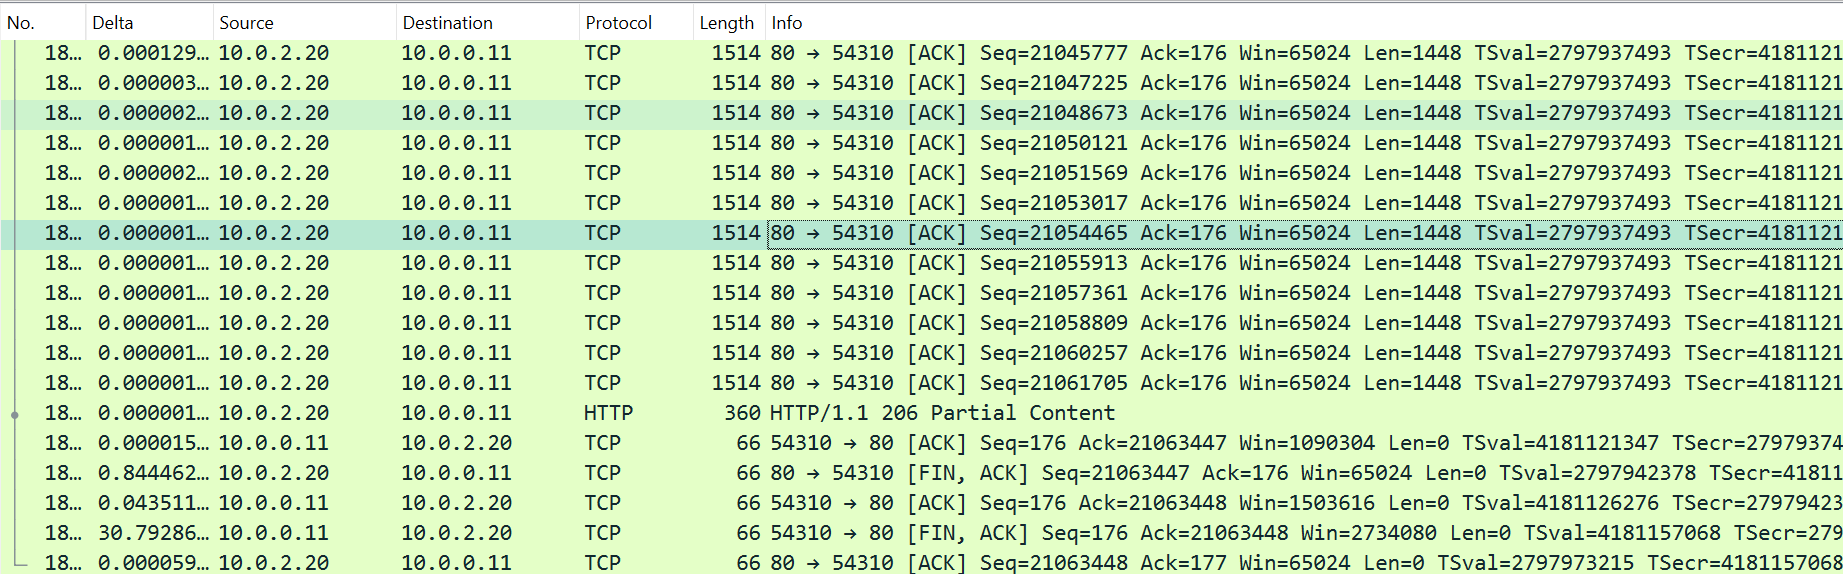 No. Delta Source Destination Protocol Length Info
18… 0.000129… 10.0.2.20 10.0.0.11 TCP 1514 80 → 54310 [ACK] Seq=21045777 Ack=176 Win=65024 Len=1448 TSval=2797937493 TSecr=4181121
18… 0.000003… 10.0.2.20 10.0.0.11 TCP 1514 80 → 54310 [ACK] Seq=21047225 Ack=176 Win=65024 Len=1448 TSval=2797937493 TSecr=4181121
18… 0.000002… 10.0.2.20 10.0.0.11 TCP 1514 80 → 54310 [ACK] Seq=21048673 Ack=176 Win=65024 Len=1448 TSval=2797937493 TSecr=4181121
18… 0.000001… 10.0.2.20 10.0.0.11 TCP 1514 80 → 54310 [ACK] Seq=21050121 Ack=176 Win=65024 Len=1448 TSval=2797937493 TSecr=4181121
18… 0.000002… 10.0.2.20 10.0.0.11 TCP 1514 80 → 54310 [ACK] Seq=21051569 Ack=176 Win=65024 Len=1448 TSval=2797937493 TSecr=4181121
18… 0.000001… 10.0.2.20 10.0.0.11 TCP 1514 80 → 54310 [ACK] Seq=21053017 Ack=176 Win=65024 Len=1448 TSval=2797937493 TSecr=4181121
18… 0.000001… 10.0.2.20 10.0.0.11 TCP 1514 80 → 54310 [ACK] Seq=21054465 Ack=176 Win=65024 Len=1448 TSval=2797937493 TSecr=4181121
18… 0.000001… 10.0.2.20 10.0.0.11 TCP 1514 80 → 54310 [ACK] Seq=21055913 Ack=176 Win=65024 Len=1448 TSval=2797937493 TSecr=4181121
18… 0.000001… 10.0.2.20 10.0.0.11 TCP 1514 80 → 54310 [ACK] Seq=21057361 Ack=176 Win=65024 Len=1448 TSval=2797937493 TSecr=4181121
18… 0.000001… 10.0.2.20 10.0.0.11 TCP 1514 80 → 54310 [ACK] Seq=21058809 Ack=176 Win=65024 Len=1448 TSval=2797937493 TSecr=4181121
18… 0.000001… 10.0.2.20 10.0.0.11 TCP 1514 80 → 54310 [ACK] Seq=21060257 Ack=176 Win=65024 Len=1448 TSval=2797937493 TSecr=4181121
18… 0.000001… 10.0.2.20 10.0.0.11 TCP 1514 80 → 54310 [ACK] Seq=21061705 Ack=176 Win=65024 Len=1448 TSval=2797937493 TSecr=4181121
18… 0.000001… 10.0.2.20 10.0.0.11 HTTP 360 HTTP/1.1 206 Partial Content
18… 0.000015… 10.0.0.11 10.0.2.20 TCP 66 54310 → 80 [ACK] Seq=176 Ack=21063447 Win=1090304 Len=0 TSval=4181121347 TSecr=27979374
18… 0.844462… 10.0.2.20 10.0.0.11 TCP 66 80 → 54310 [FIN, ACK] Seq=21063447 Ack=176 Win=65024 Len=0 TSval=2797942378 TSecr=41811
18… 0.043511… 10.0.0.11 10.0.2.20 TCP 66 54310 → 80 [ACK] Seq=176 Ack=21063448 Win=1503616 Len=0 TSval=4181126276 TSecr=27979423
18… 30.79286… 10.0.0.11 10.0.2.20 TCP 66 54310 → 80 [FIN, ACK] Seq=176 Ack=21063448 Win=2734080 Len=0 TSval=4181157068 TSecr=279
18… 0.000059… 10.0.2.20 10.0.0.11 TCP 66 80 → 54310 [ACK] Seq=21063448 Ack=177 Win=65024 Len=0 TSval=2797973215 TSecr=4181157068